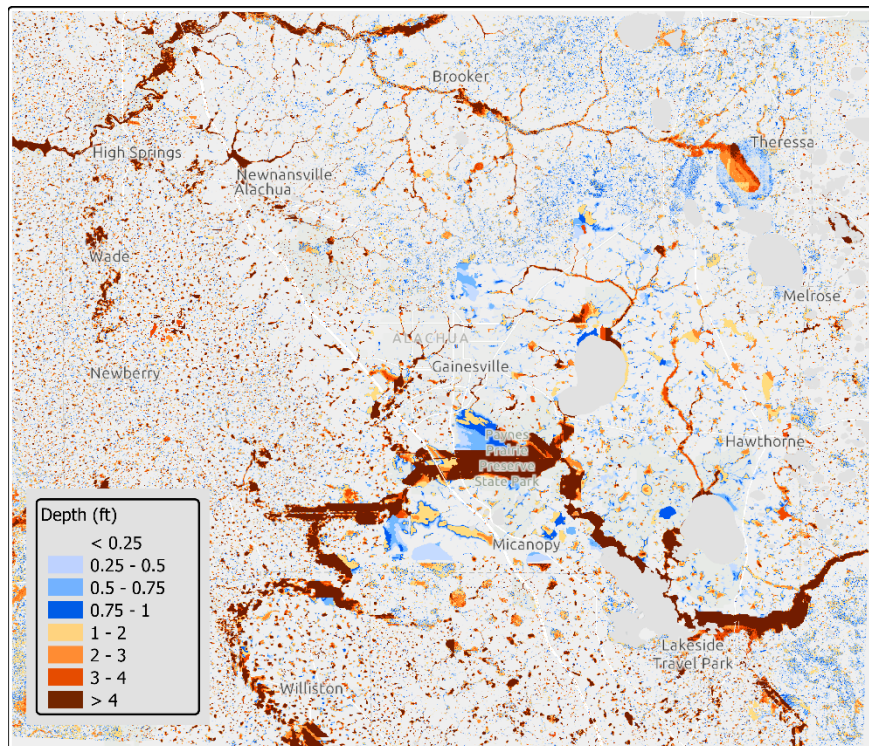 Brooker
Theressa
High Springs
Newnansville
Alachua
Wade
Melrose
ALACHUA
Newberry
Gainesville
Paynes
Prairie
Preserve
State Park
Hawthorne
Micanopy
Lakeside
Travel Park
Williston
Depth (ft)
< 0.25
0.25 - 0.5
0.5 - 0.75
0.75 - 1
1 - 2
2 - 3
3 - 4
> 4